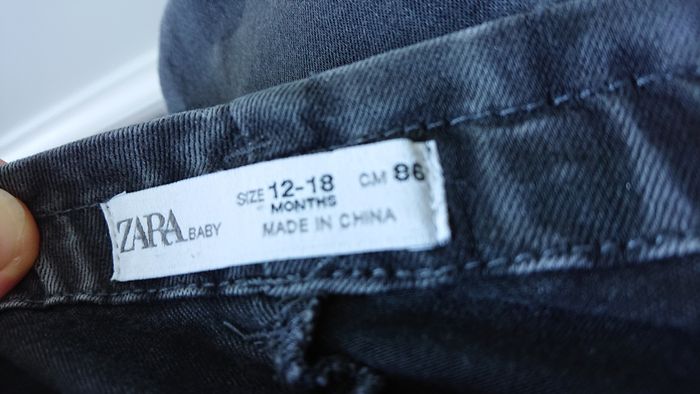 ZARA BABY
SIZE 12-18 CM 86
MONTHS
MADE IN CHINA